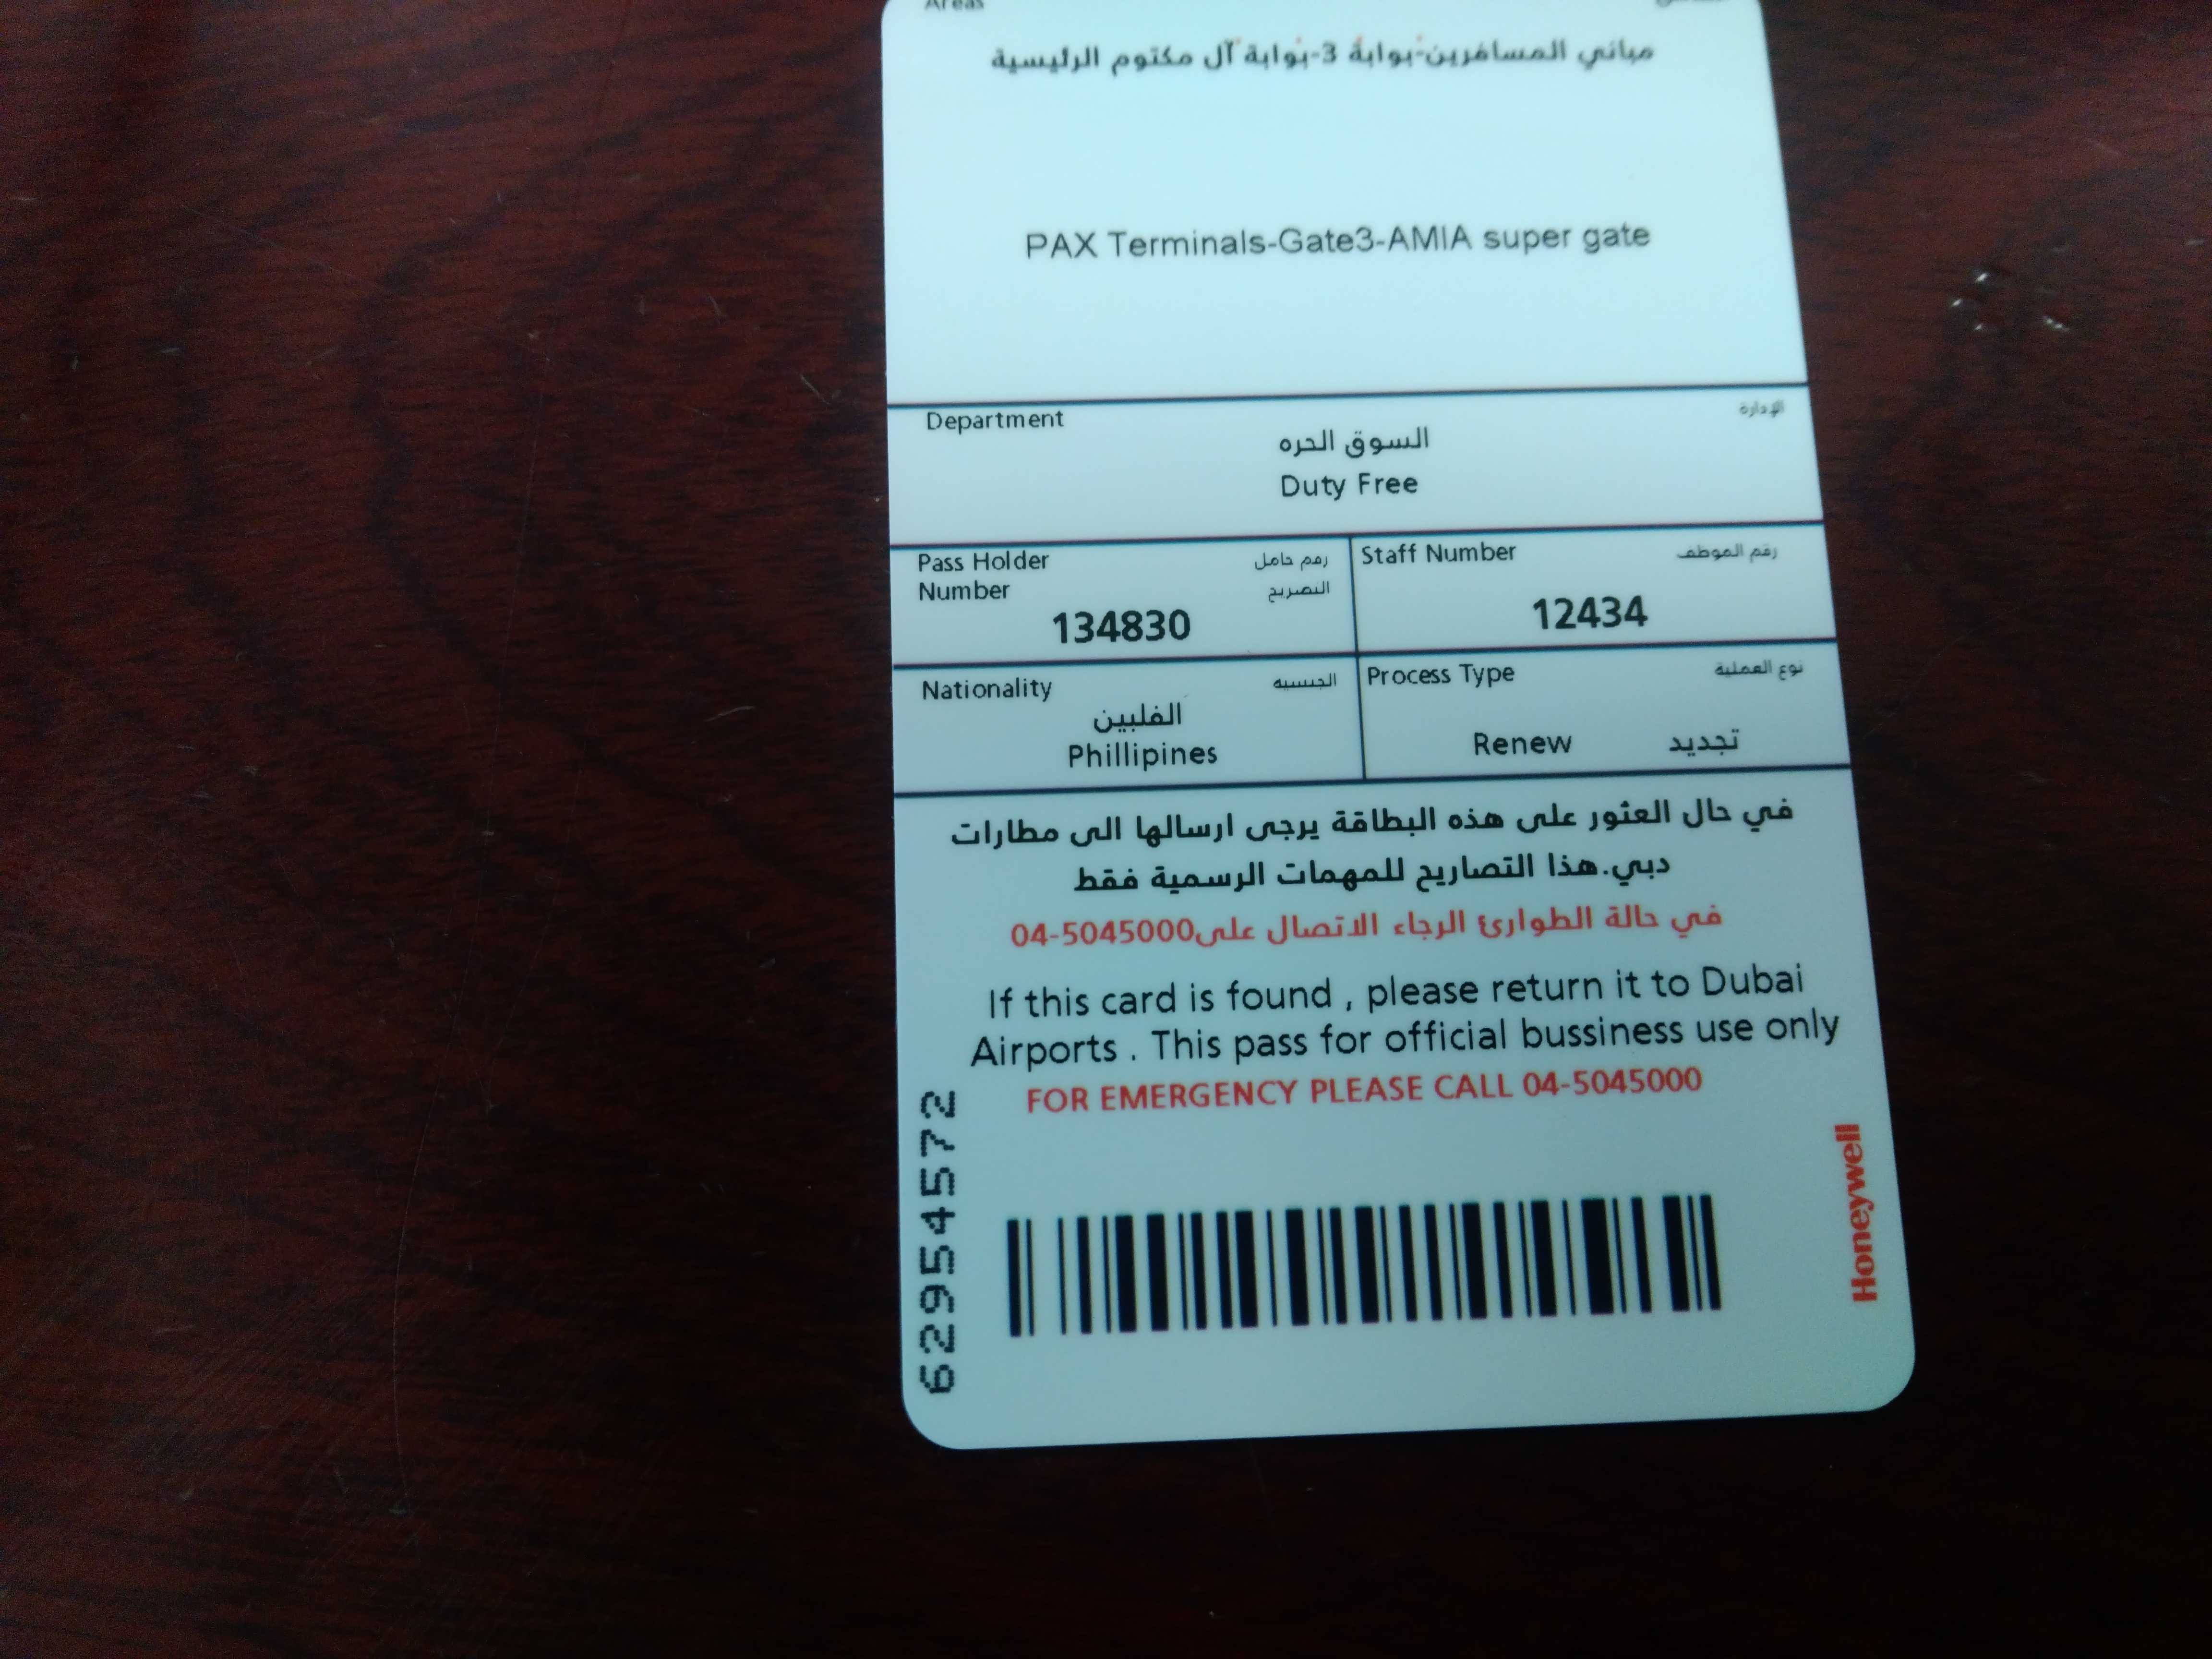 Areas
مباني المسافرين-بوابة 3-بوابة آل مكتوم الرئيسية
PAX Terminals-Gate3-AMIA super gate
Department الإدارة
السوق الحره
Duty Free
Pass Holder رقم حامل
Number التصريح
134830
Staff Number رقم الموظف
12434
Nationality الجنسيه
الفلبين
Phillipines
Process Type نوع العملية
Renew تجديد
في حال العثور على هذه البطاقة يرجى ارسالها الى مطارات
دبي.هذا التصاريح للمهمات الرسمية فقط
في حالة الطوارئ الرجاء الاتصال على04-5045000
If this card is found , please return it to Dubai
Airports . This pass for official bussiness use only
FOR EMERGENCY PLEASE CALL 04-5045000
62954572
Honeywell